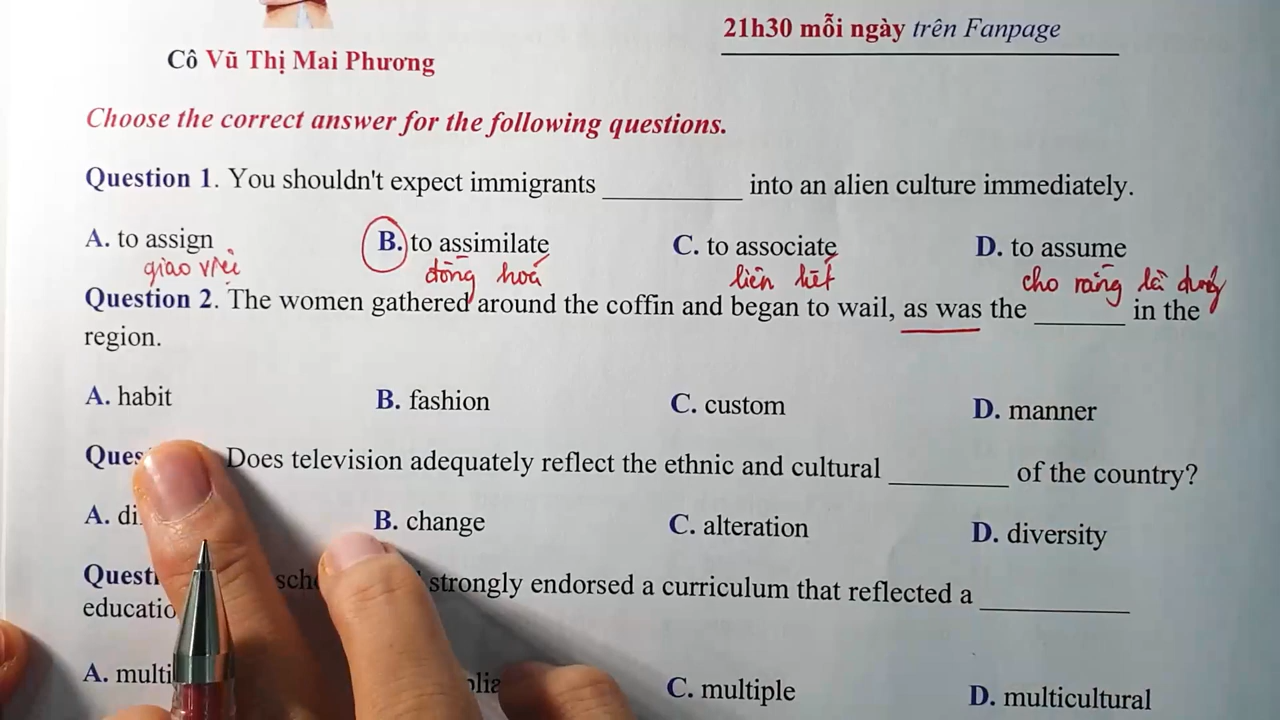 21h30 mỗi ngày trên Fanpage
Cô Vũ Thị Mai Phương
Choose the correct answer for the following questions.
Question 1. You shouldn't expect immigrants __________ into an alien culture immediately.
A. to assign B. to assimilate C. to associate D. to assume
giao việc đồng hoá liên kết cho rằng là đúng
Question 2. The women gathered around the coffin and began to wail, as was the ______ in the
region.
A. habit B. fashion C. custom D. manner
Does television adequately reflect the ethnic and cultural ________ of the country?
A. B. change C. alteration D. diversity
strongly endorsed a curriculum that reflected a __________
A. C. multiple D. multicultural